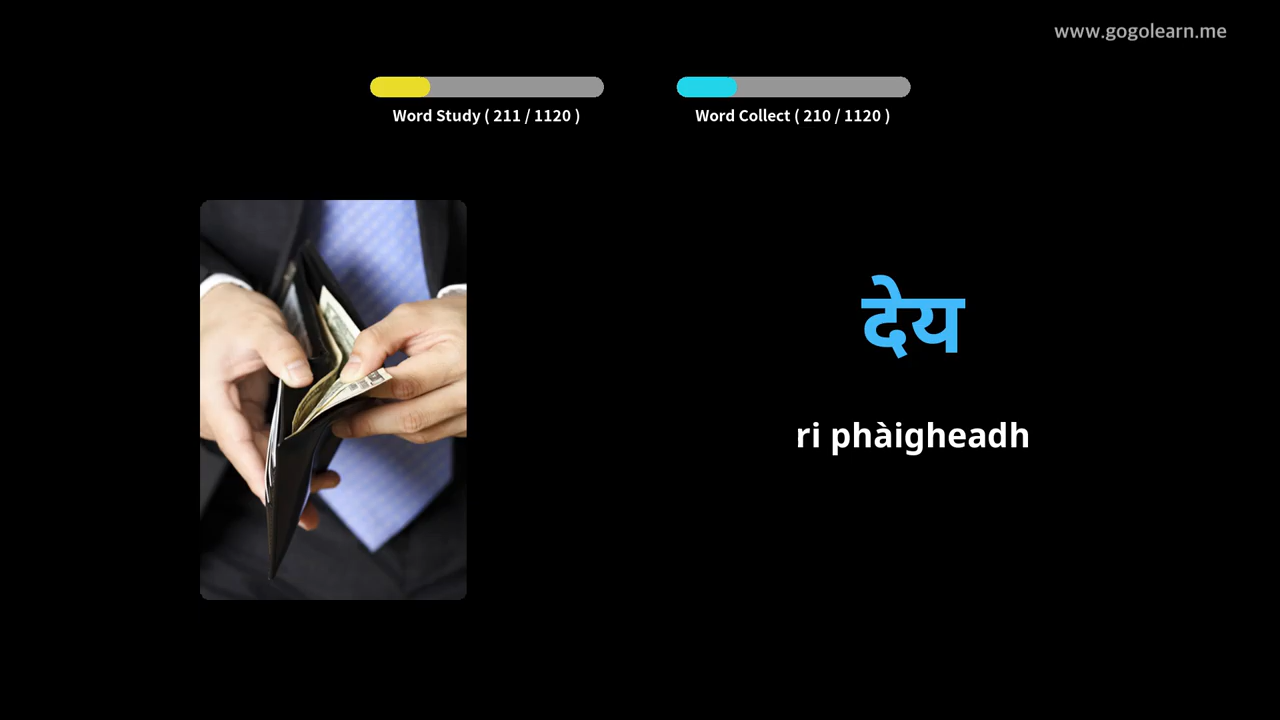 www.gogolearn.me
Word Study ( 211 / 1120 )
Word Collect ( 210 / 1120 )
देय
ri phàigheadh